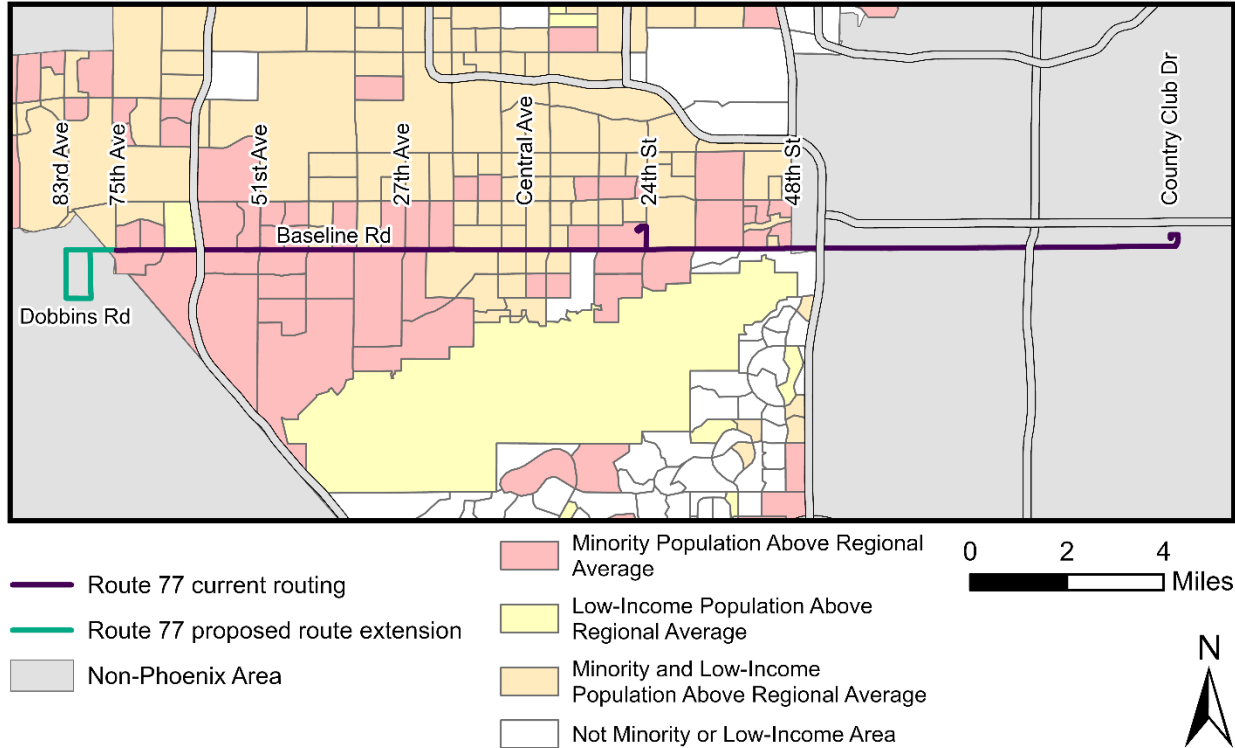 83rd Ave
75th Ave
51st Ave
27th Ave
Central Ave
24th St
48th St
Country Club Dr
Baseline Rd
Dobbins Rd
Route 77 current routing
Route 77 proposed route extension
Non-Phoenix Area
Minority Population Above Regional
Average
Low-Income Population Above
Regional Average
Minority and Low-Income
Population Above Regional Average
Not Minority or Low-Income Area
0 2 4
Miles
N